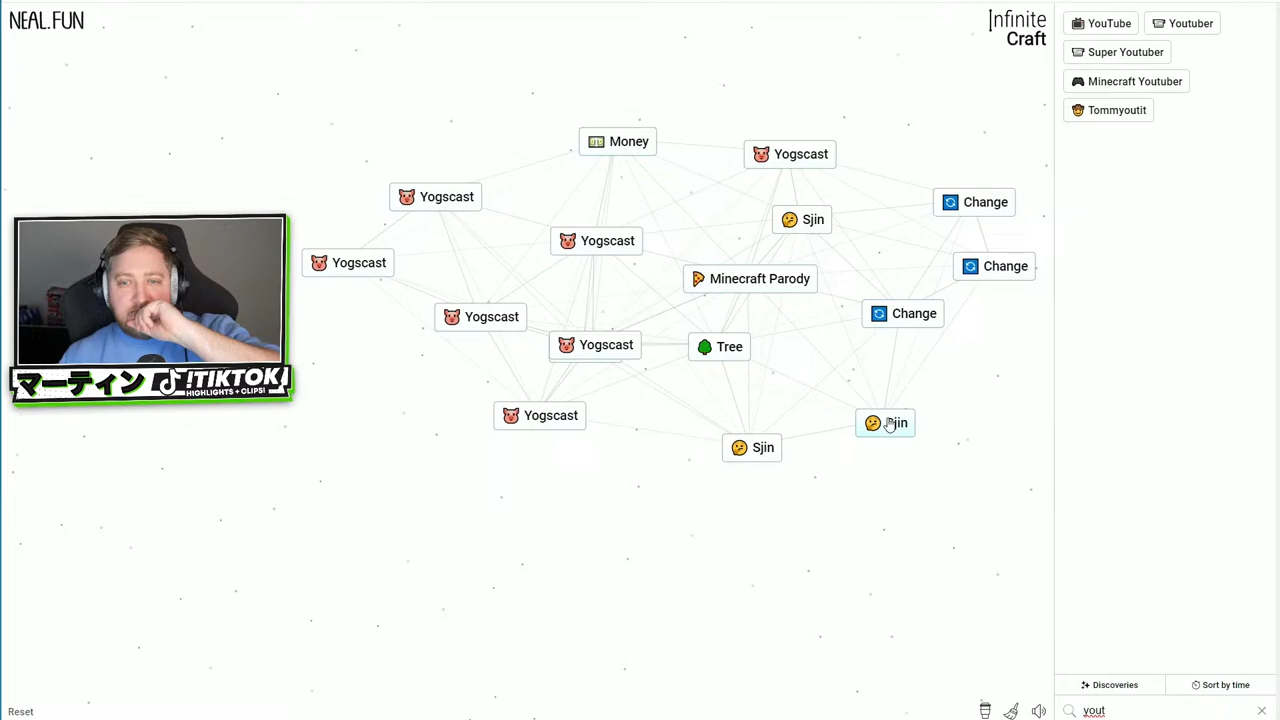 NEAL.FUN
Infinite
Craft
Money
Yogscast
Yogscast
Change
Sjin
Yogscast
Yogscast
Change
Minecraft Parody
Change
Yogscast
Yogscast
Tree
Yogscast
Sjin
Sjin
マーティン
!TIKTOK
HIGHLIGHTS + CLIPS!
Reset
YouTube
Youtuber
Super Youtuber
Minecraft Youtuber
Tommyoutit
Discoveries
Sort by time
yout